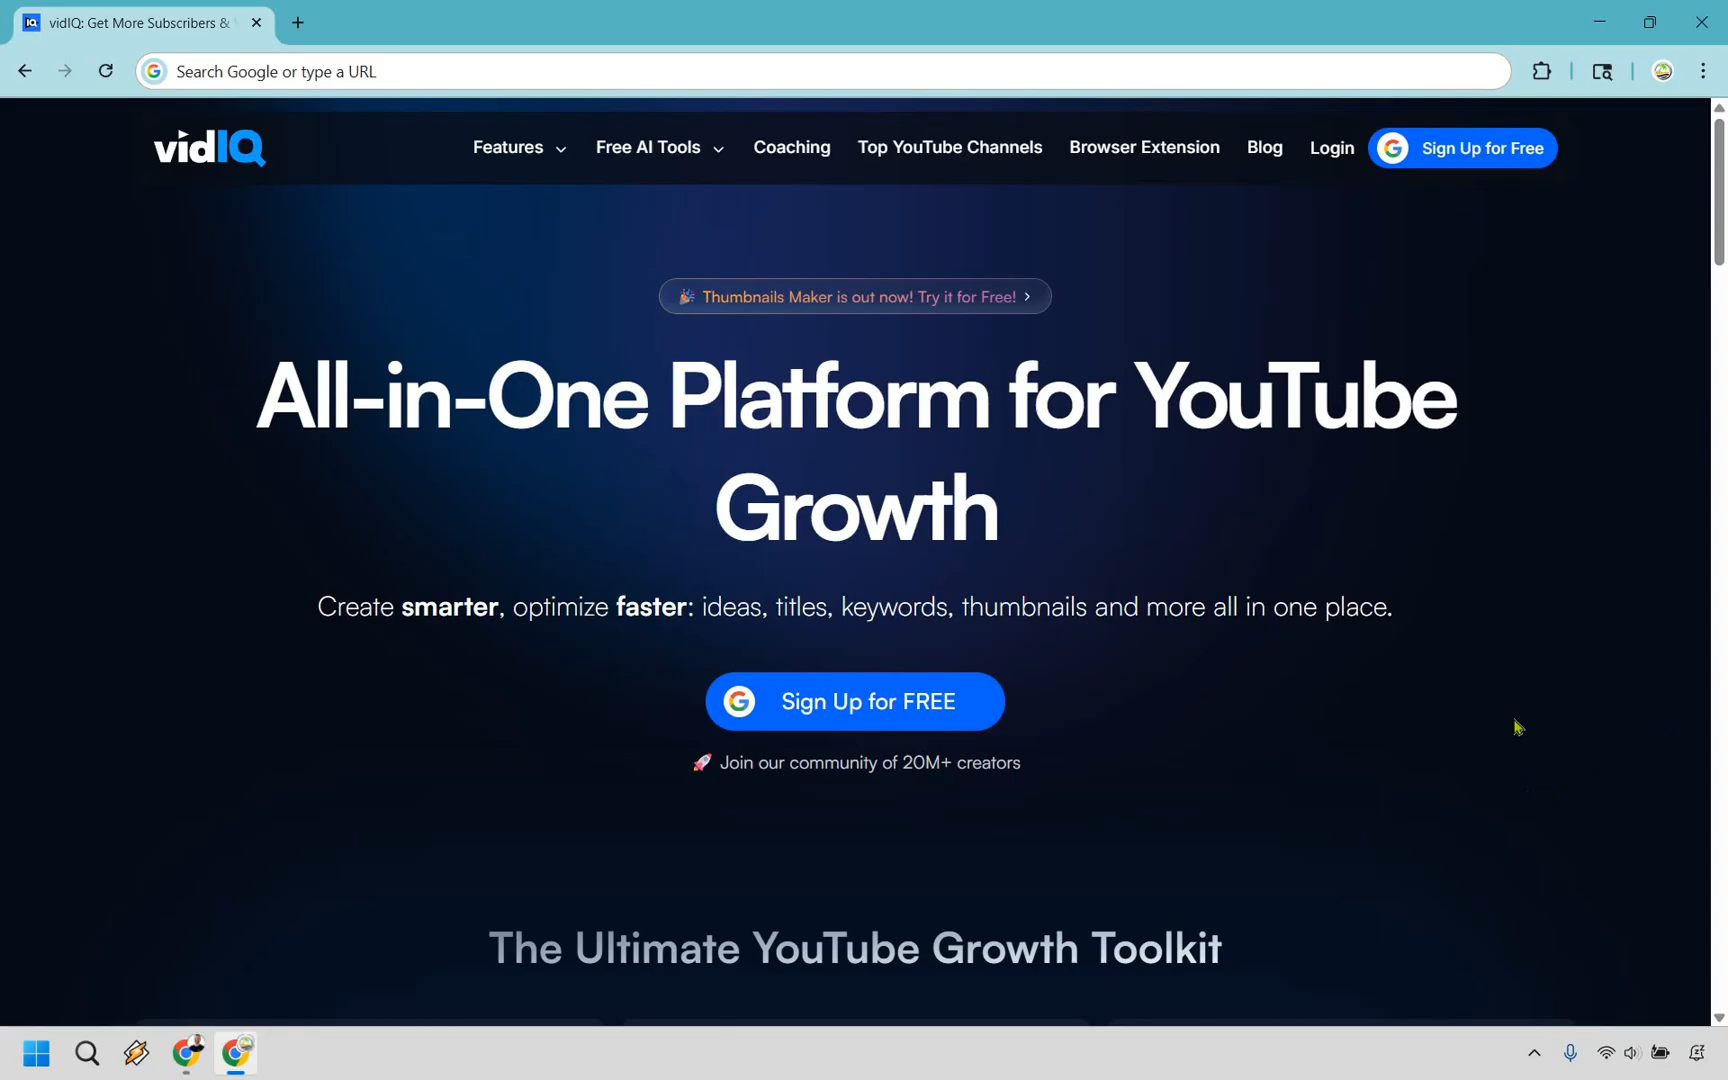 vidIQ: Get More Subscribers &
Search Google or type a URL
vidIQ
Features
Free AI Tools
Coaching
Top YouTube Channels
Browser Extension
Blog
Login
Sign Up for Free
Thumbnails Maker is out now! Try it for Free!
All-in-One Platform for YouTube
Growth
Create smarter, optimize faster: ideas, titles, keywords, thumbnails and more all in one place.
Sign Up for FREE
Join our community of 20M+ creators
The Ultimate YouTube Growth Toolkit